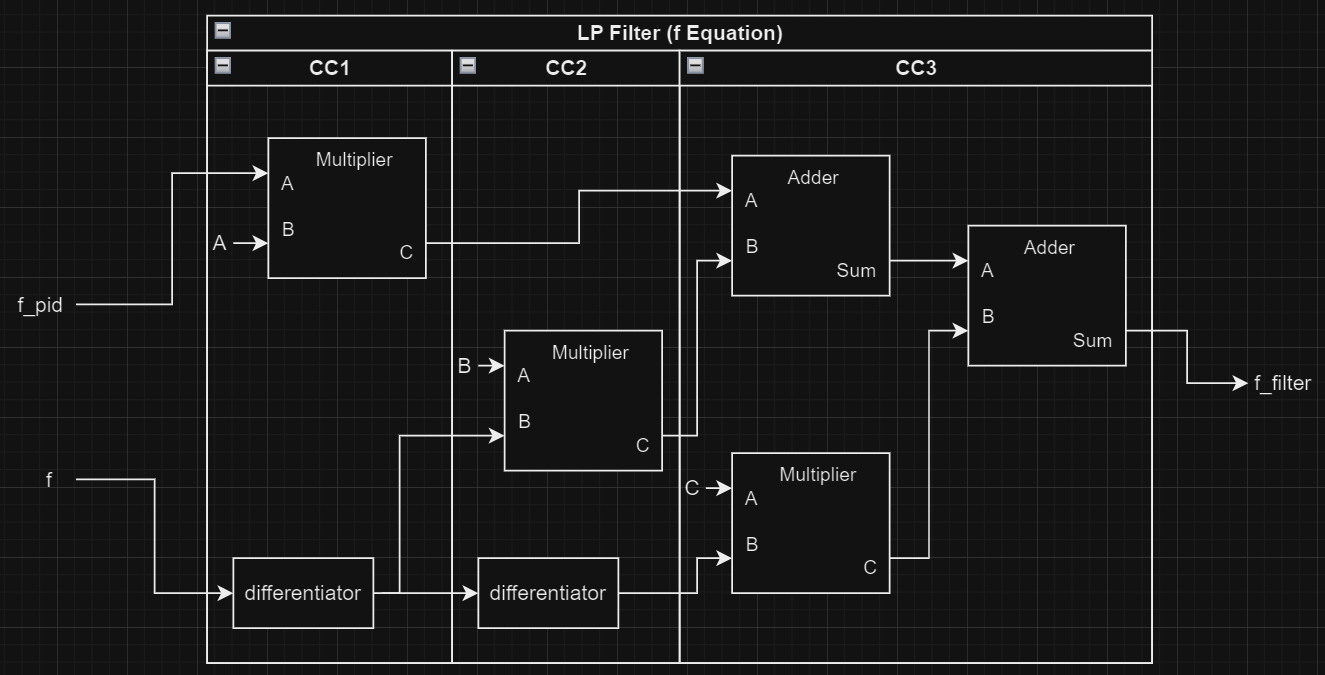 LP Filter (f Equation)
CC1
CC2
CC3
Multiplier
A
B
C
A
f_pid
Adder
A
B
Sum
Adder
A
B
Sum
f_filter
B
Multiplier
A
B
C
C
Multiplier
A
B
C
f
differentiator
differentiator